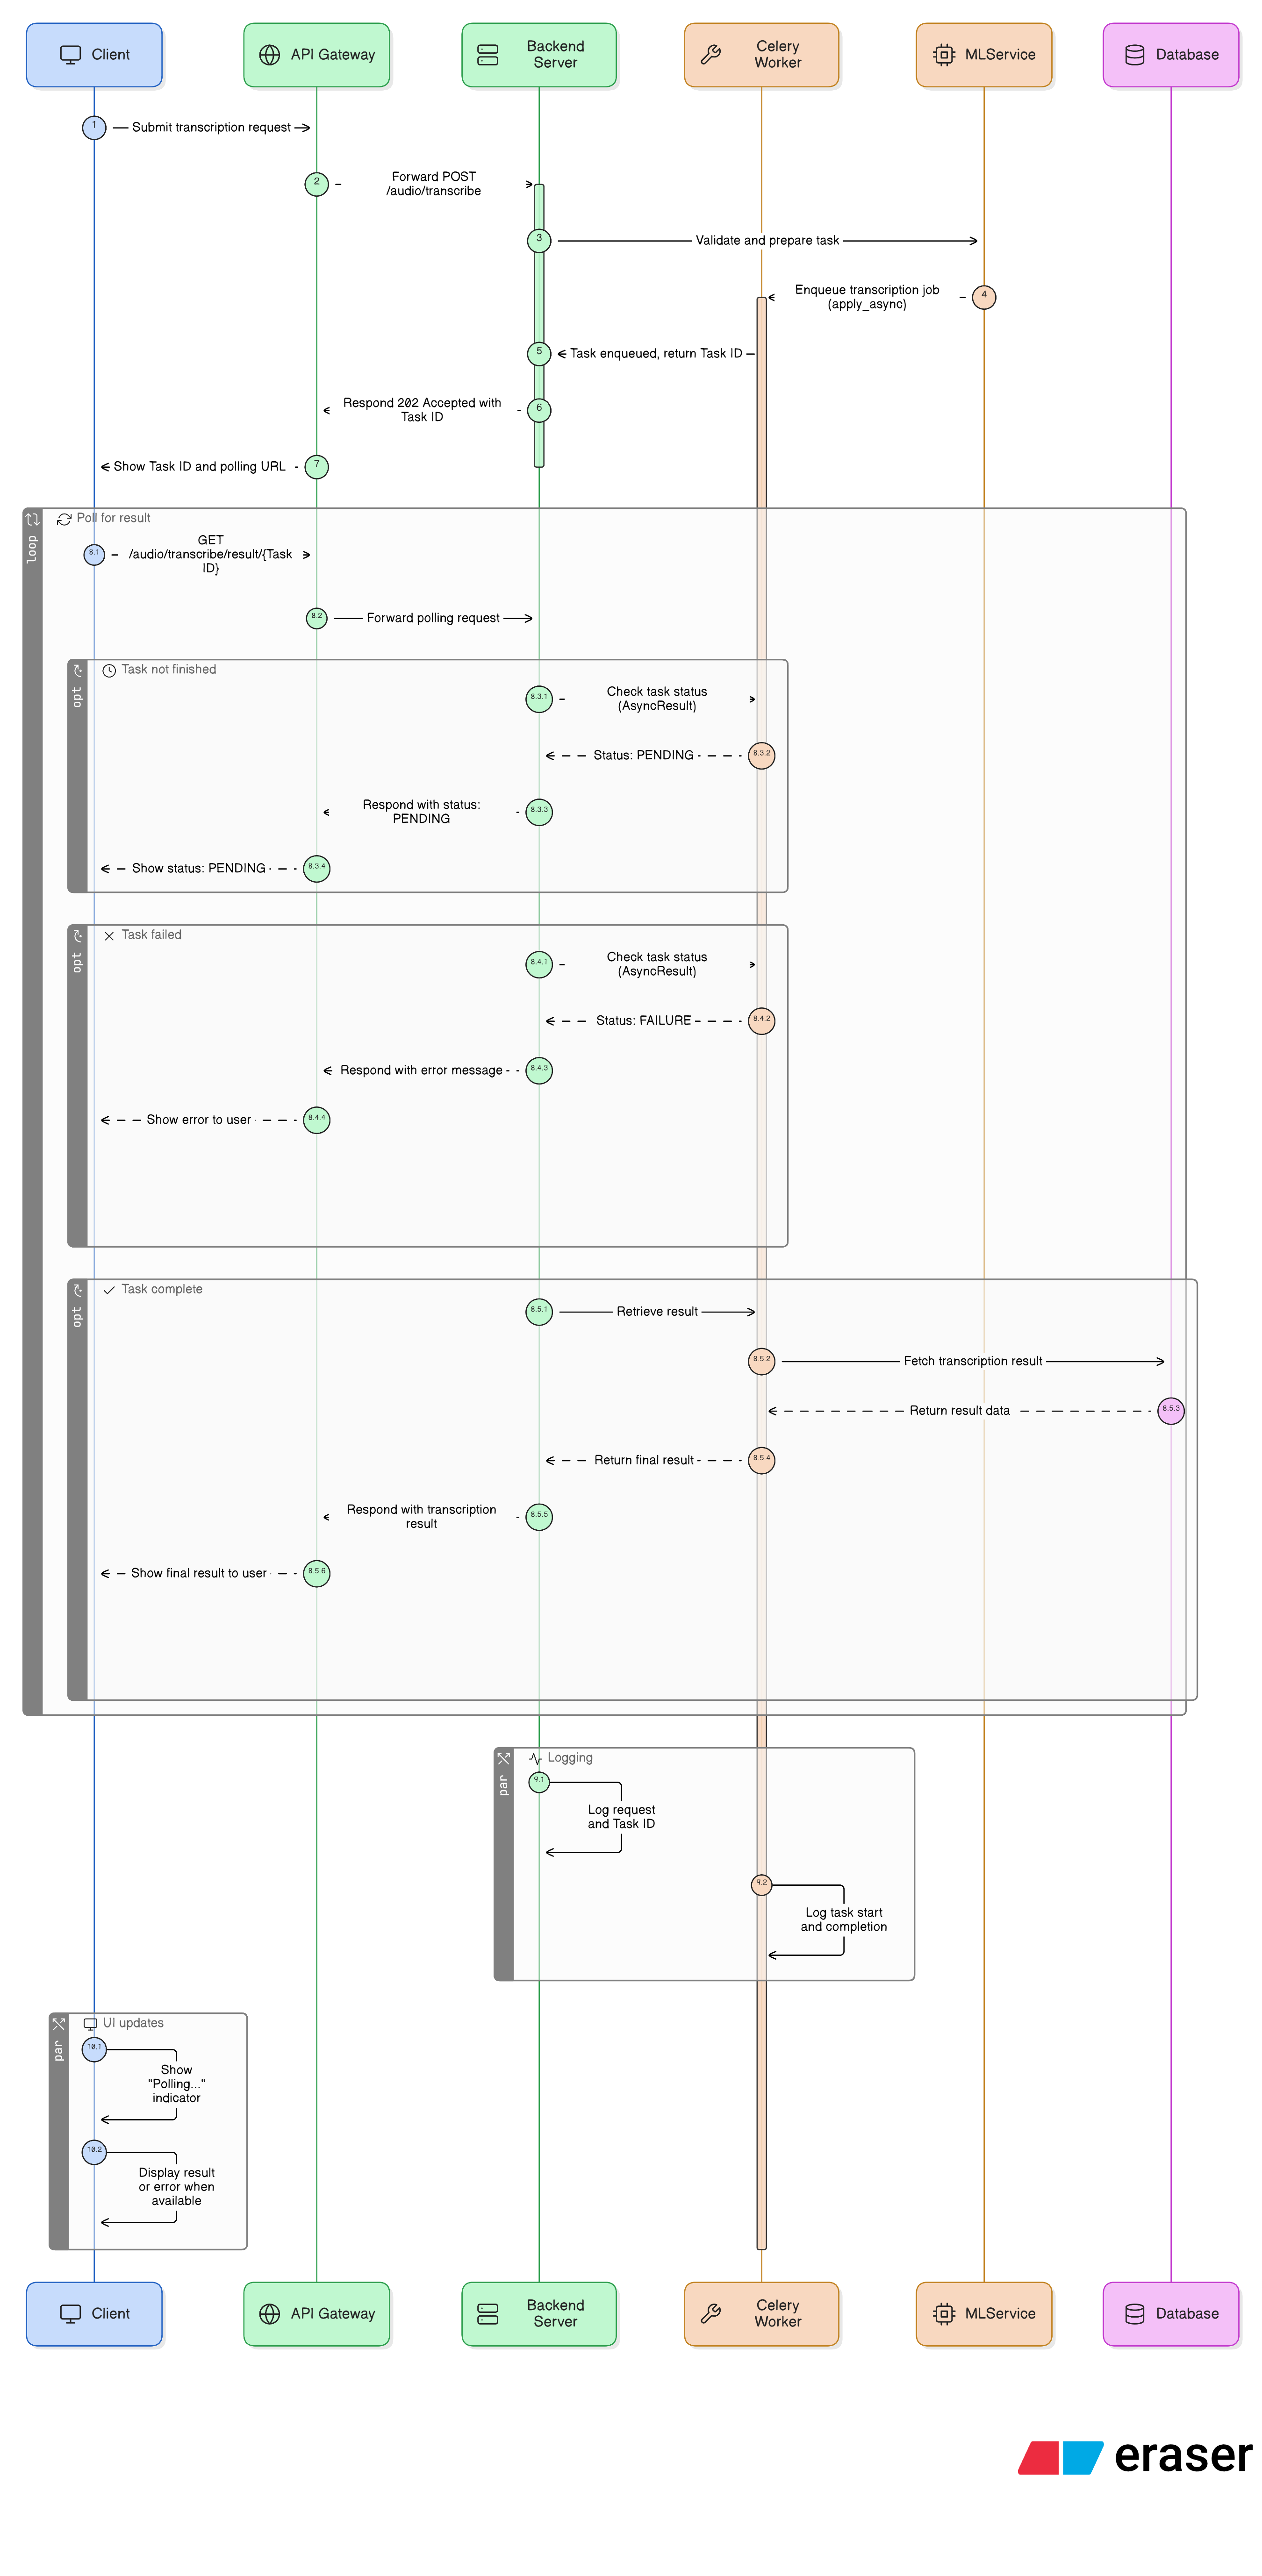 Client
API Gateway
Backend
Server
Celery
Worker
MLService
Database
1
Submit transcription request
2
Forward POST
/audio/transcribe
3
Validate and prepare task
Enqueue transcription job
(apply_async)
4
5
Task enqueued, return Task ID
Respond 202 Accepted with
Task ID
6
Show Task ID and polling URL
7
loop
Poll for result
8.1
GET
/audio/transcribe/result/{Task
ID}
8.2
Forward polling request
opt
Task not finished
8.3.1
Check task status
(AsyncResult)
Status: PENDING
8.3.2
Respond with status:
PENDING
8.3.3
Show status: PENDING
8.3.4
opt
Task failed
8.4.1
Check task status
(AsyncResult)
Status: FAILURE
8.4.2
Respond with error message
8.4.3
Show error to user
8.4.4
opt
Task complete
8.5.1
Retrieve result
8.5.2
Fetch transcription result
Return result data
8.5.3
Return final result
8.5.4
Respond with transcription
result
8.5.5
Show final result to user
8.5.6
par
Logging
9.1
Log request
and Task ID
9.2
Log task start
and completion
par
UI updates
10.1
Show
"Polling..."
indicator
10.2
Display result
or error when
available
Client
API Gateway
Backend
Server
Celery
Worker
MLService
Database
eraser